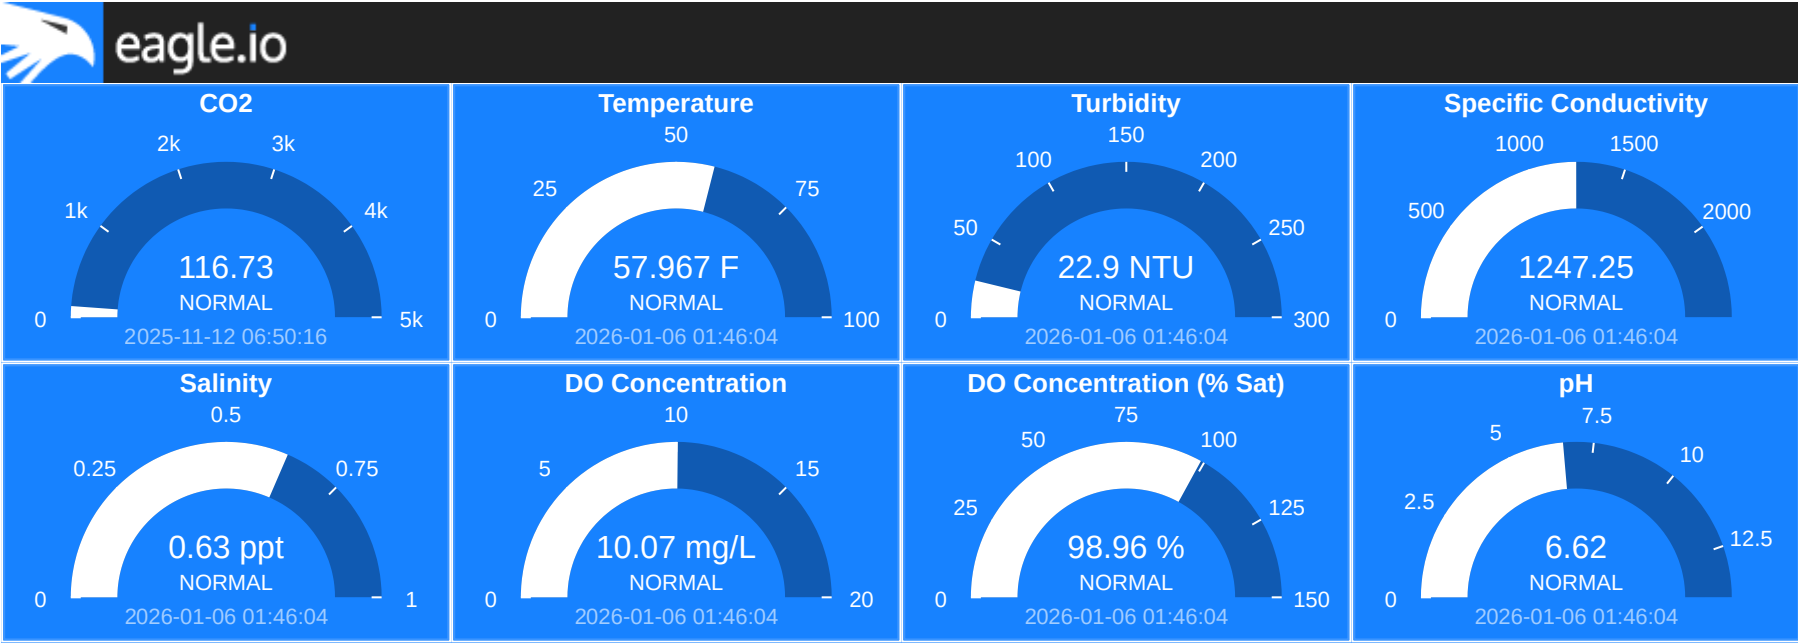 eagle.io
CO2
2k
3k
1k
4k
116.73
NORMAL
0
5k
2025-11-12 06:50:16
Temperature
50
25
75
57.967 F
NORMAL
0
100
2026-01-06 01:46:04
Turbidity
150
100
200
50
250
22.9 NTU
NORMAL
0
300
2026-01-06 01:46:04
Specific Conductivity
1000
1500
500
2000
1247.25
NORMAL
0
2026-01-06 01:46:04
Salinity
0.5
0.25
0.75
0.63 ppt
NORMAL
0
1
2026-01-06 01:46:04
DO Concentration
10
5
15
10.07 mg/L
NORMAL
0
20
2026-01-06 01:46:04
DO Concentration (% Sat)
75
50
100
25
125
98.96 %
NORMAL
0
150
2026-01-06 01:46:04
pH
7.5
5
10
2.5
12.5
6.62
NORMAL
0
2026-01-06 01:46:04